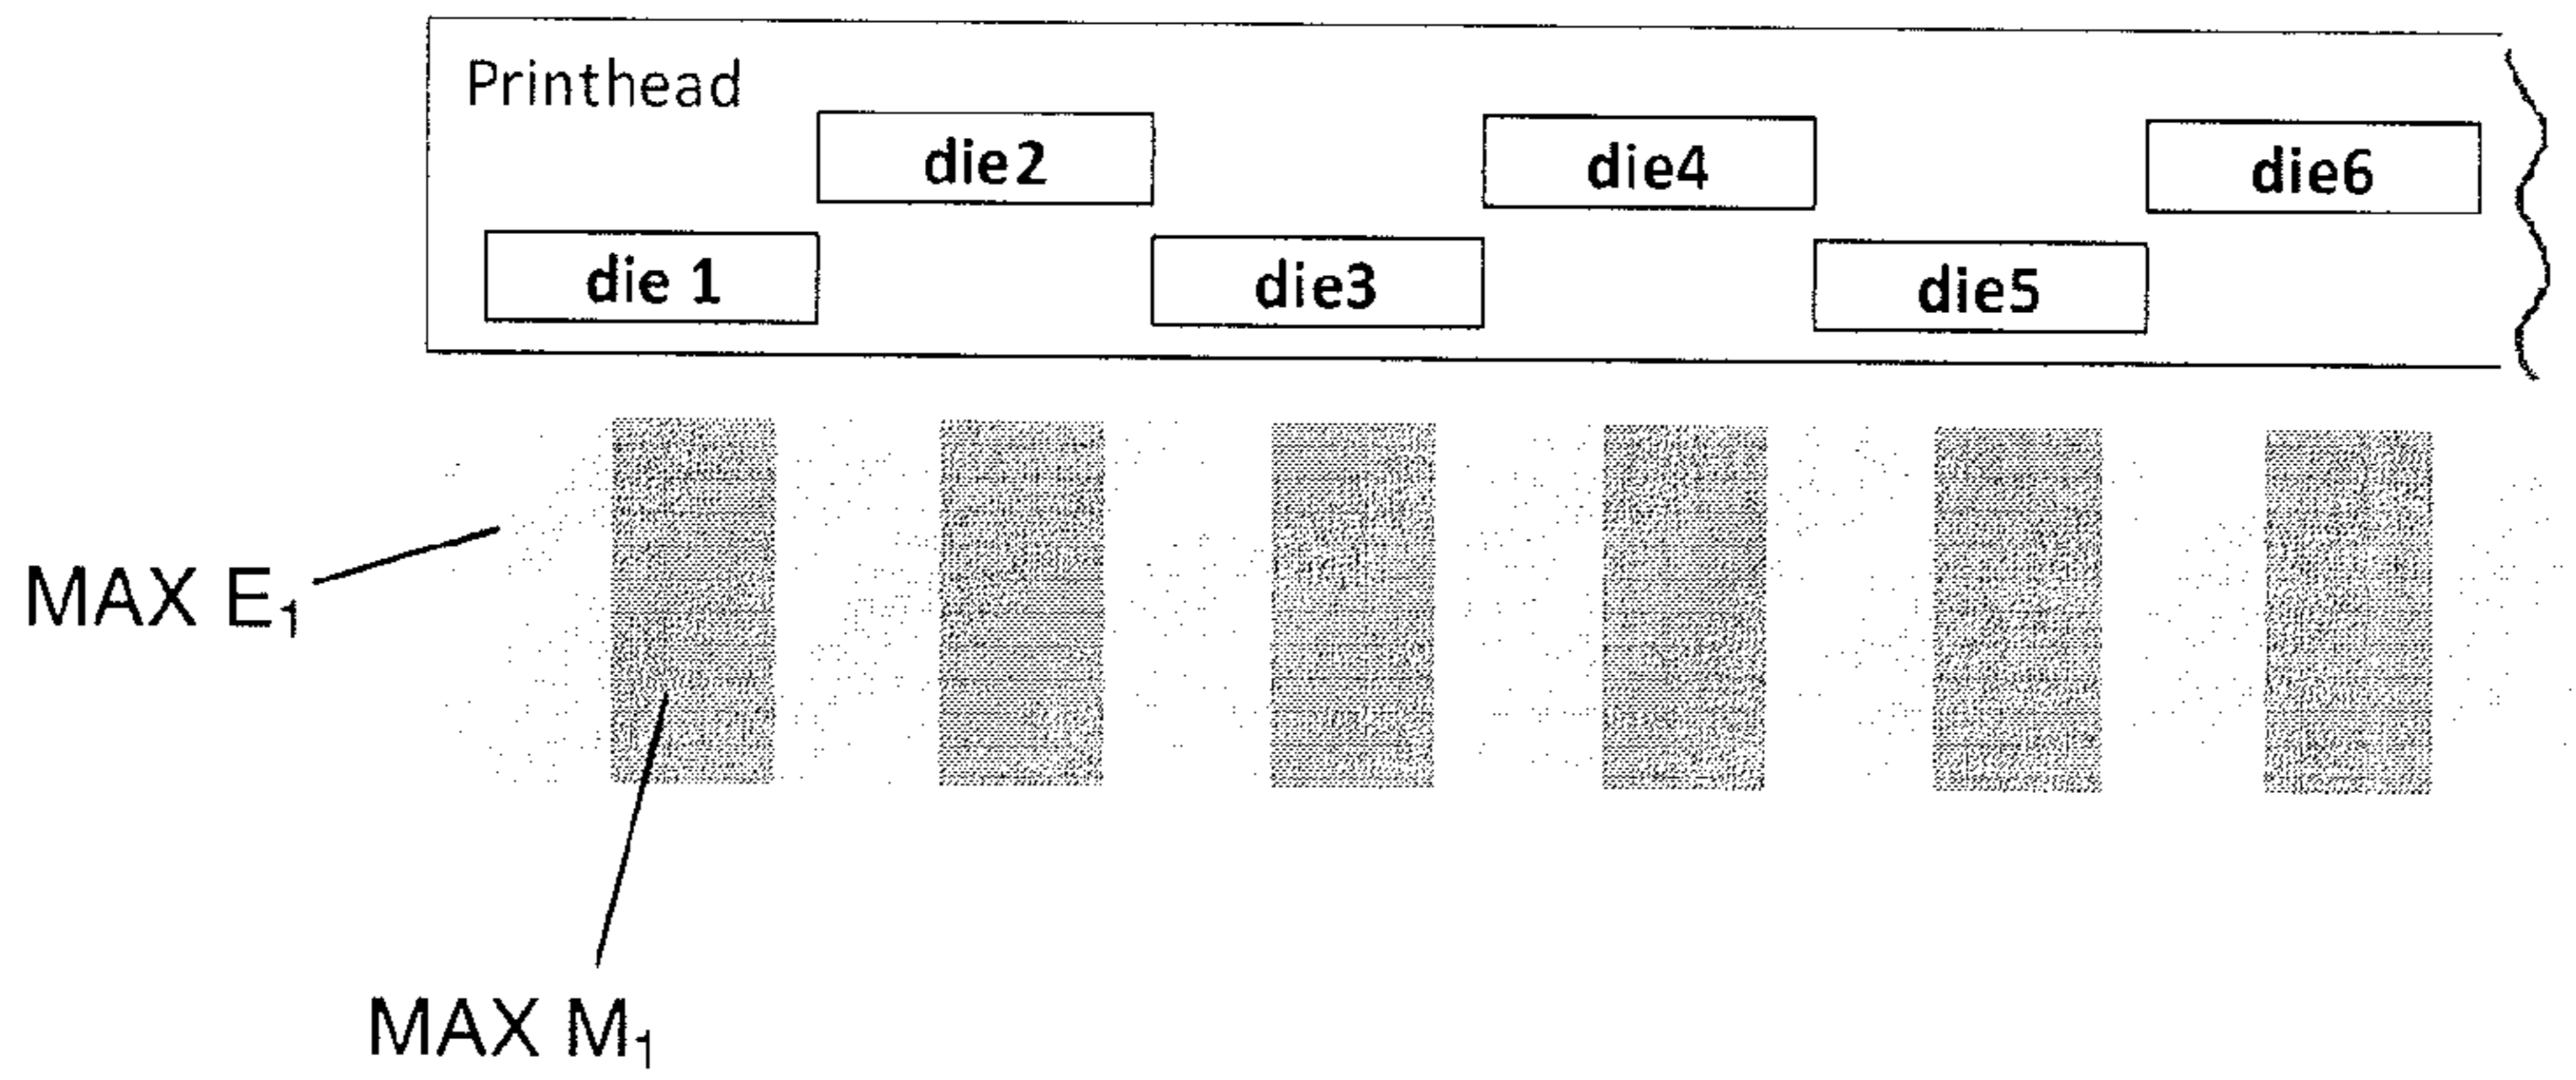 Printhead
die2
die4
die6
die 1
die3
die5
MAX E₁
MAX M₁